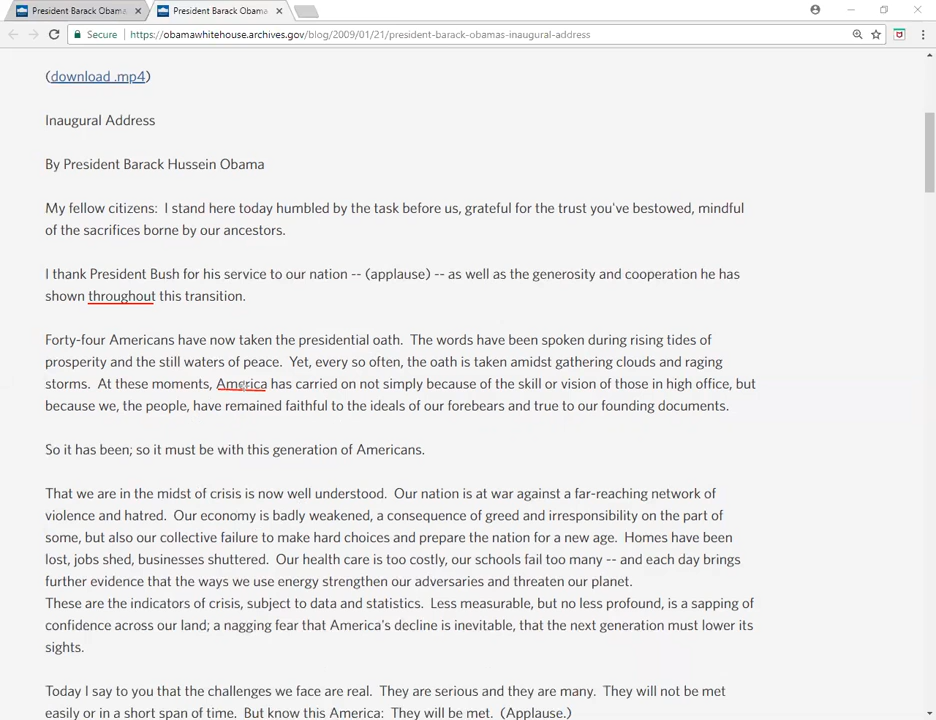 President Barack Obama
President Barack Obama
Secure https://obamawhitehouse.archives.gov/blog/2009/01/21/president-barack-obamas-inaugural-address
(download .mp4)
Inaugural Address
By President Barack Hussein Obama
My fellow citizens: I stand here today humbled by the task before us, grateful for the trust you've bestowed, mindful
of the sacrifices borne by our ancestors.
I thank President Bush for his service to our nation -- (applause) -- as well as the generosity and cooperation he has
shown throughout this transition.
Forty-four Americans have now taken the presidential oath. The words have been spoken during rising tides of
prosperity and the still waters of peace. Yet, every so often, the oath is taken amidst gathering clouds and raging
storms. At these moments, America has carried on not simply because of the skill or vision of those in high office, but
because we, the people, have remained faithful to the ideals of our forebears and true to our founding documents.
So it has been; so it must be with this generation of Americans.
That we are in the midst of crisis is now well understood. Our nation is at war against a far-reaching network of
violence and hatred. Our economy is badly weakened, a consequence of greed and irresponsibility on the part of
some, but also our collective failure to make hard choices and prepare the nation for a new age. Homes have been
lost, jobs shed, businesses shuttered. Our health care is too costly, our schools fail too many -- and each day brings
further evidence that the ways we use energy strengthen our adversaries and threaten our planet.
These are the indicators of crisis, subject to data and statistics. Less measurable, but no less profound, is a sapping of
confidence across our land; a nagging fear that America's decline is inevitable, that the next generation must lower its
sights.
Today I say to you that the challenges we face are real. They are serious and they are many. They will not be met
easily or in a short span of time. But know this America: They will be met. (Applause.)